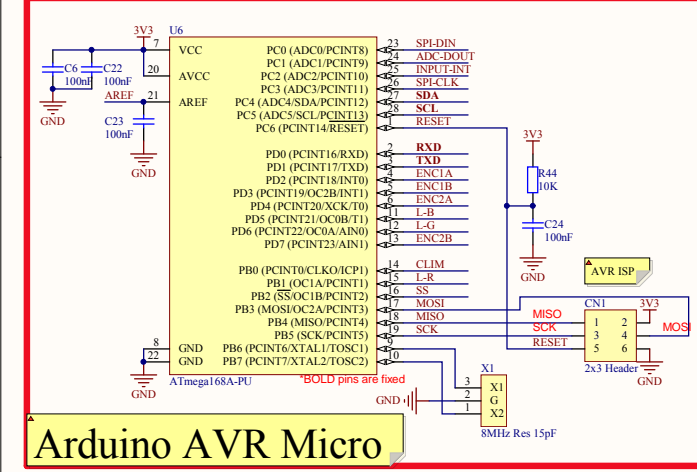 3V3
U6
7 VCC PC0 (ADC0/PCINT8) 23 SPI-DIN
PC1 (ADC1/PCINT9) 24 ADC-DOUT
C6 100nF
C22 100nF
20 AVCC PC2 (ADC2/PCINT10) 25 INPUT-INT
PC3 (ADC3/PCINT11) 26 SPI-CLK
AREF 21 AREF PC4 (ADC4/SDA/PCINT12) 27 SDA
GND
C23 100nF
PC5 (ADC5/SCL/PCINT13) 28 SCL
PC6 (PCINT14/RESET) 1 RESET
GND
PD0 (PCINT16/RXD) 2 RXD
PD1 (PCINT17/TXD) 3 TXD
PD2 (PCINT18/INT0) 4 ENC1A
PD3 (PCINT19/OC2B/INT1) 5 ENC1B
PD4 (PCINT20/XCK/T0) 6 ENC2A
PD5 (PCINT21/OC0B/T1) 11 L-B
PD6 (PCINT22/OC0A/AIN0) 12 L-G
PD7 (PCINT23/AIN1) 13 ENC2B
3V3
R44
10K
C24
100nF
GND
PB0 (PCINT0/CLKO/ICP1) 14 CLIM
PB1 (OC1A/PCINT1) 15 L-R
PB2 (SS/OC1B/PCINT2) 16 SS
PB3 (MOSI/OC2A/PCINT3) 17 MOSI
PB4 (MISO/PCINT4) 18 MISO
PB5 (SCK/PCINT5) 19 SCK
8 GND PB6 (PCINT6/XTAL1/TOSC1) 9
22 GND PB7 (PCINT7/XTAL2/TOSC2) 10
GND
ATmega168A-PU
*BOLD pins are fixed
AVR ISP
CN1
3V3
MISO 1 2
SCK 3 4 MOSI
RESET 5 6
2x3 Header
GND
X1
3 X1
GND 2 G
1 X2
8MHz Res 15pF
Arduino AVR Micro